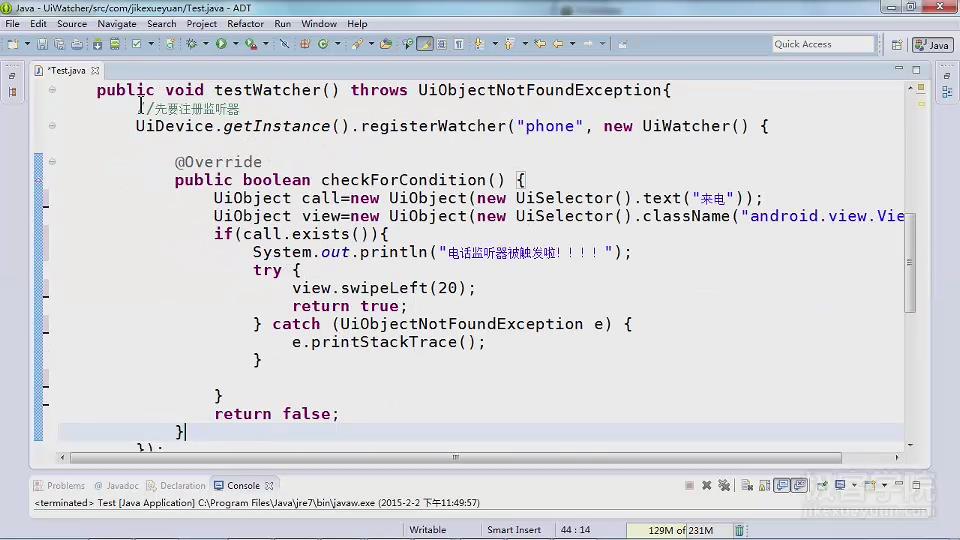 Java - UiWatcher/src/com/jikexueyuan/Test.java - ADT
File Edit Source Navigate Search Project Refactor Run Window Help
Quick Access
Java
*Test.java
public void testWatcher() throws UiObjectNotFoundException{
//先要注册监听器
UiDevice.getInstance().registerWatcher("phone", new UiWatcher() {
@Override
public boolean checkForCondition() {
UiObject call=new UiObject(new UiSelector().text("来电"));
UiObject view=new UiObject(new UiSelector().className("android.view.Vie
if(call.exists()){
System.out.println("电话监听器被触发啦!!!!");
try {
view.swipeLeft(20);
return true;
} catch (UiObjectNotFoundException e) {
e.printStackTrace();
}
}
return false;
}
});
Problems @ Javadoc Declaration Console
<terminated> Test [Java Application] C:\Program Files\Java\jre7\bin\javaw.exe (2015-2-2 下午11:49:57)
极客学院
jikexueyuan.com
Writable Smart Insert 44 : 14 129M of 231M